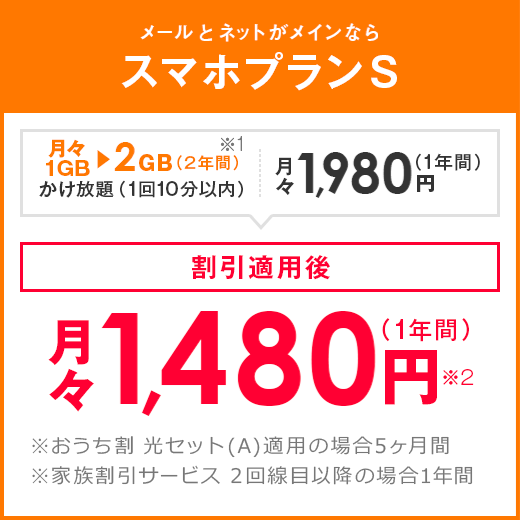 メールとネットがメインなら
スマホプランS
月々1GB▶2GB(2年間)※1
かけ放題(1回10分以内)
月々1,980円(1年間)
割引適用後
月々1,480円(1年間)※2
※おうち割 光セット(A)適用の場合5ヶ月間
※家族割引サービス 2回線目以降の場合1年間